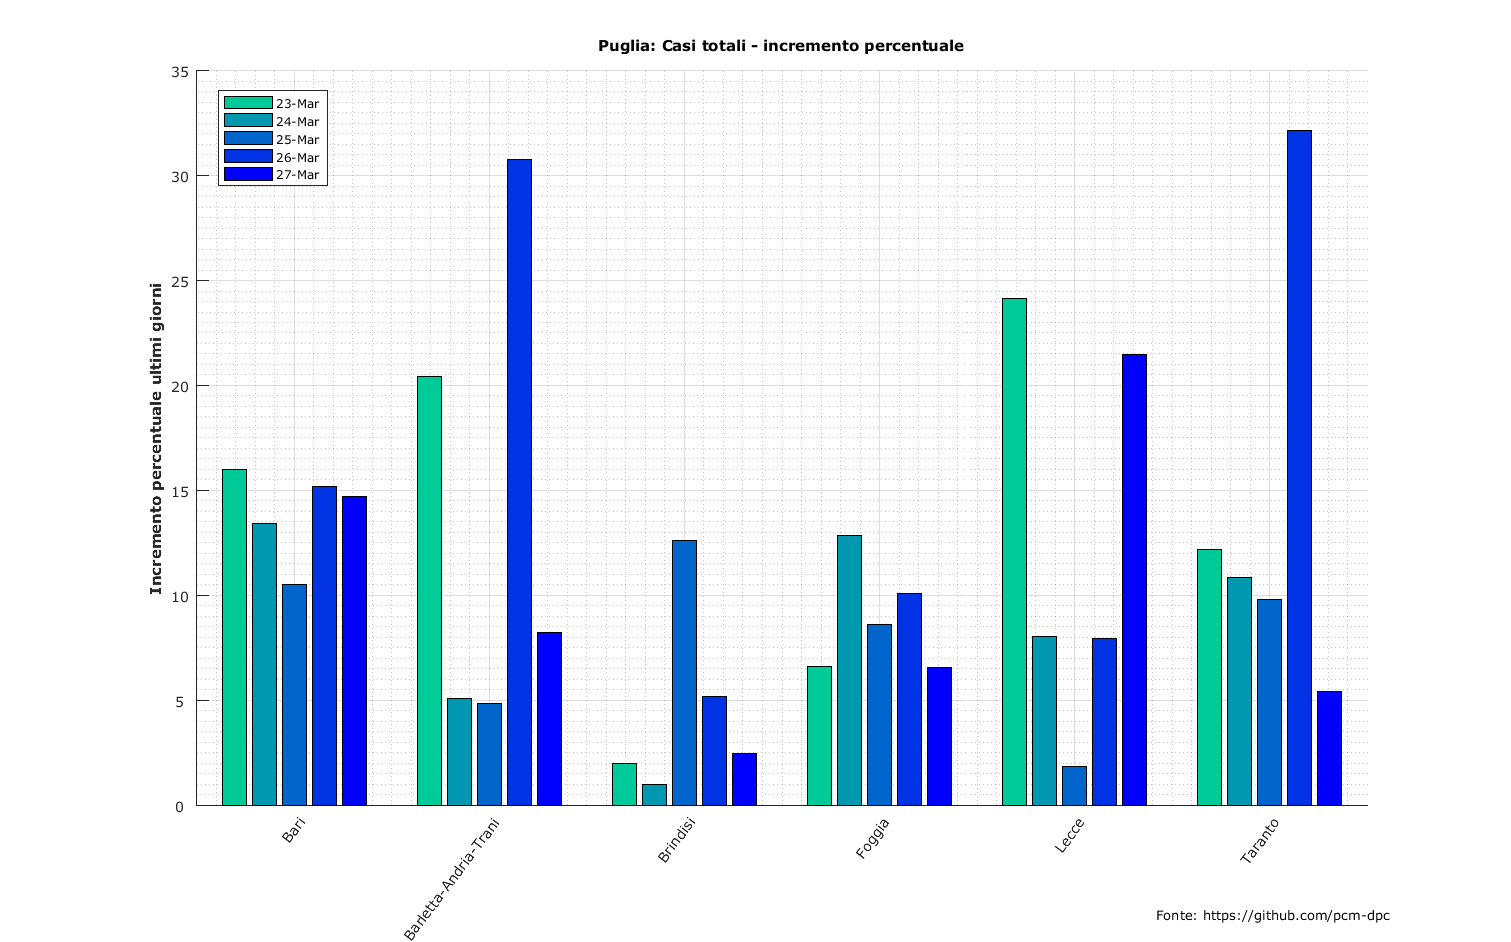 Puglia: Casi totali - incremento percentuale
35
30
25
20
15
10
5
0
Incremento percentuale ultimi giorni
23-Mar
24-Mar
25-Mar
26-Mar
27-Mar
Bari
Barletta-Andria-Trani
Brindisi
Foggia
Lecce
Taranto
Fonte: https://github.com/pcm-dpc